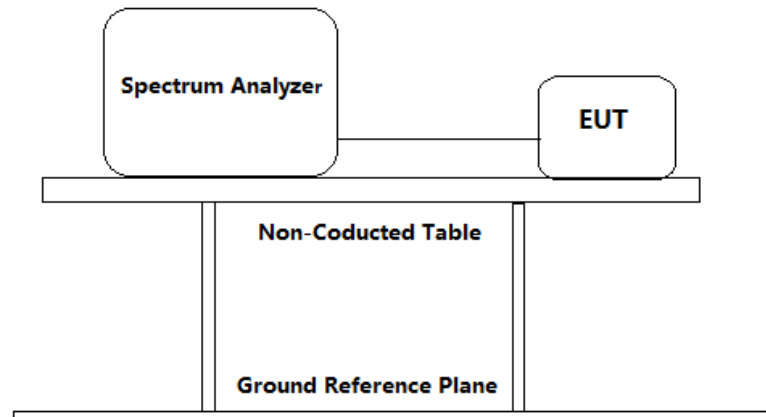 Spectrum Analyzer
EUT
Non-Coducted Table
Ground Reference Plane